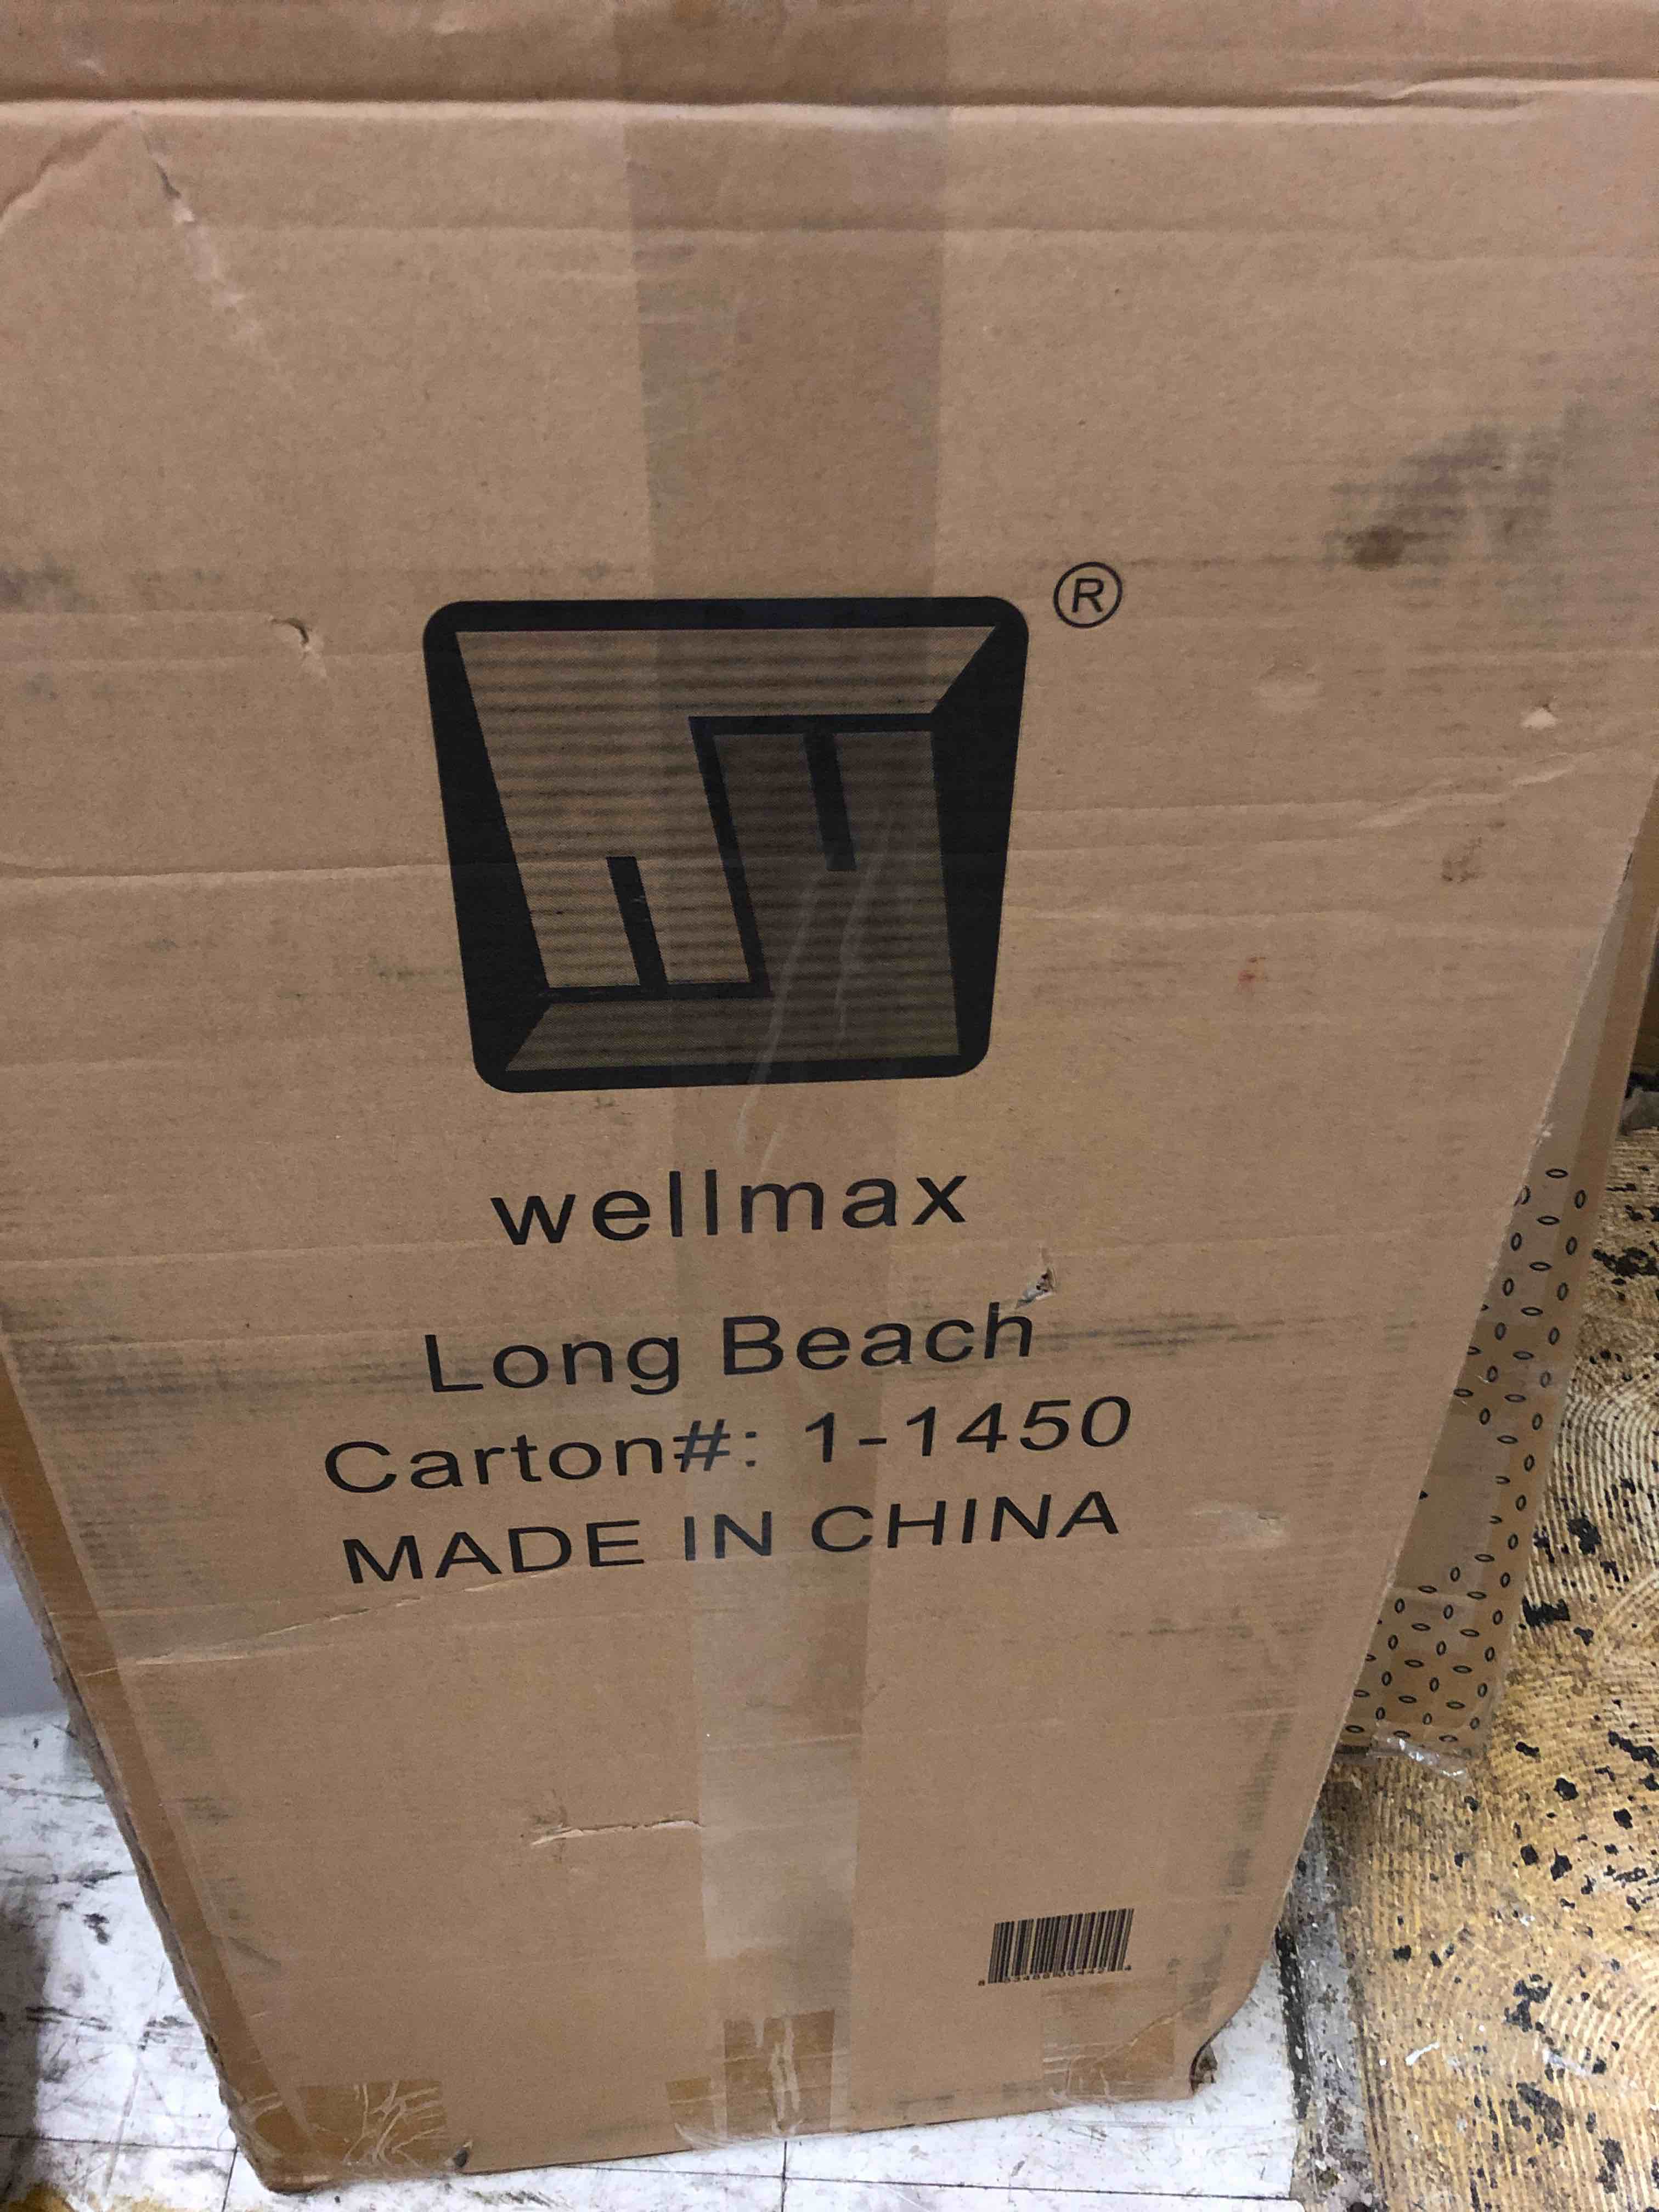 ®
wellmax
Long Beach
Carton#: 1-1450
MADE IN CHINA